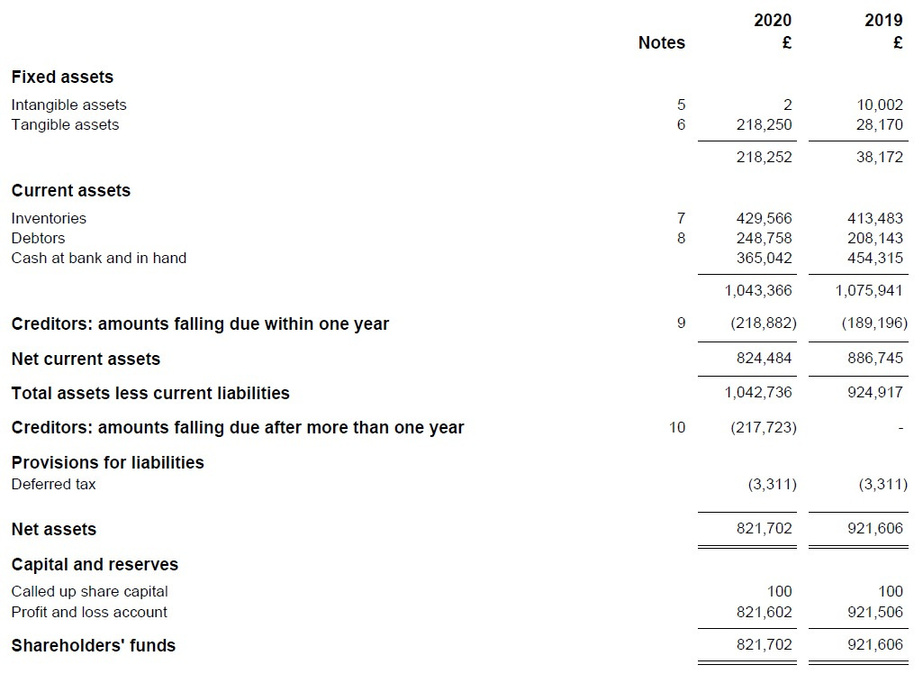 2020 2019
Notes £ £
Fixed assets
Intangible assets 5 2 10,002
Tangible assets 6 218,250 28,170
218,252 38,172
Current assets
Inventories 7 429,566 413,483
Debtors 8 248,758 208,143
Cash at bank and in hand 365,042 454,315
1,043,366 1,075,941
Creditors: amounts falling due within one year 9 (218,882) (189,196)
Net current assets 824,484 886,745
Total assets less current liabilities 1,042,736 924,917
Creditors: amounts falling due after more than one year 10 (217,723) -
Provisions for liabilities
Deferred tax (3,311) (3,311)
Net assets 821,702 921,606
Capital and reserves
Called up share capital 100 100
Profit and loss account 821,602 921,506
Shareholders' funds 821,702 921,606